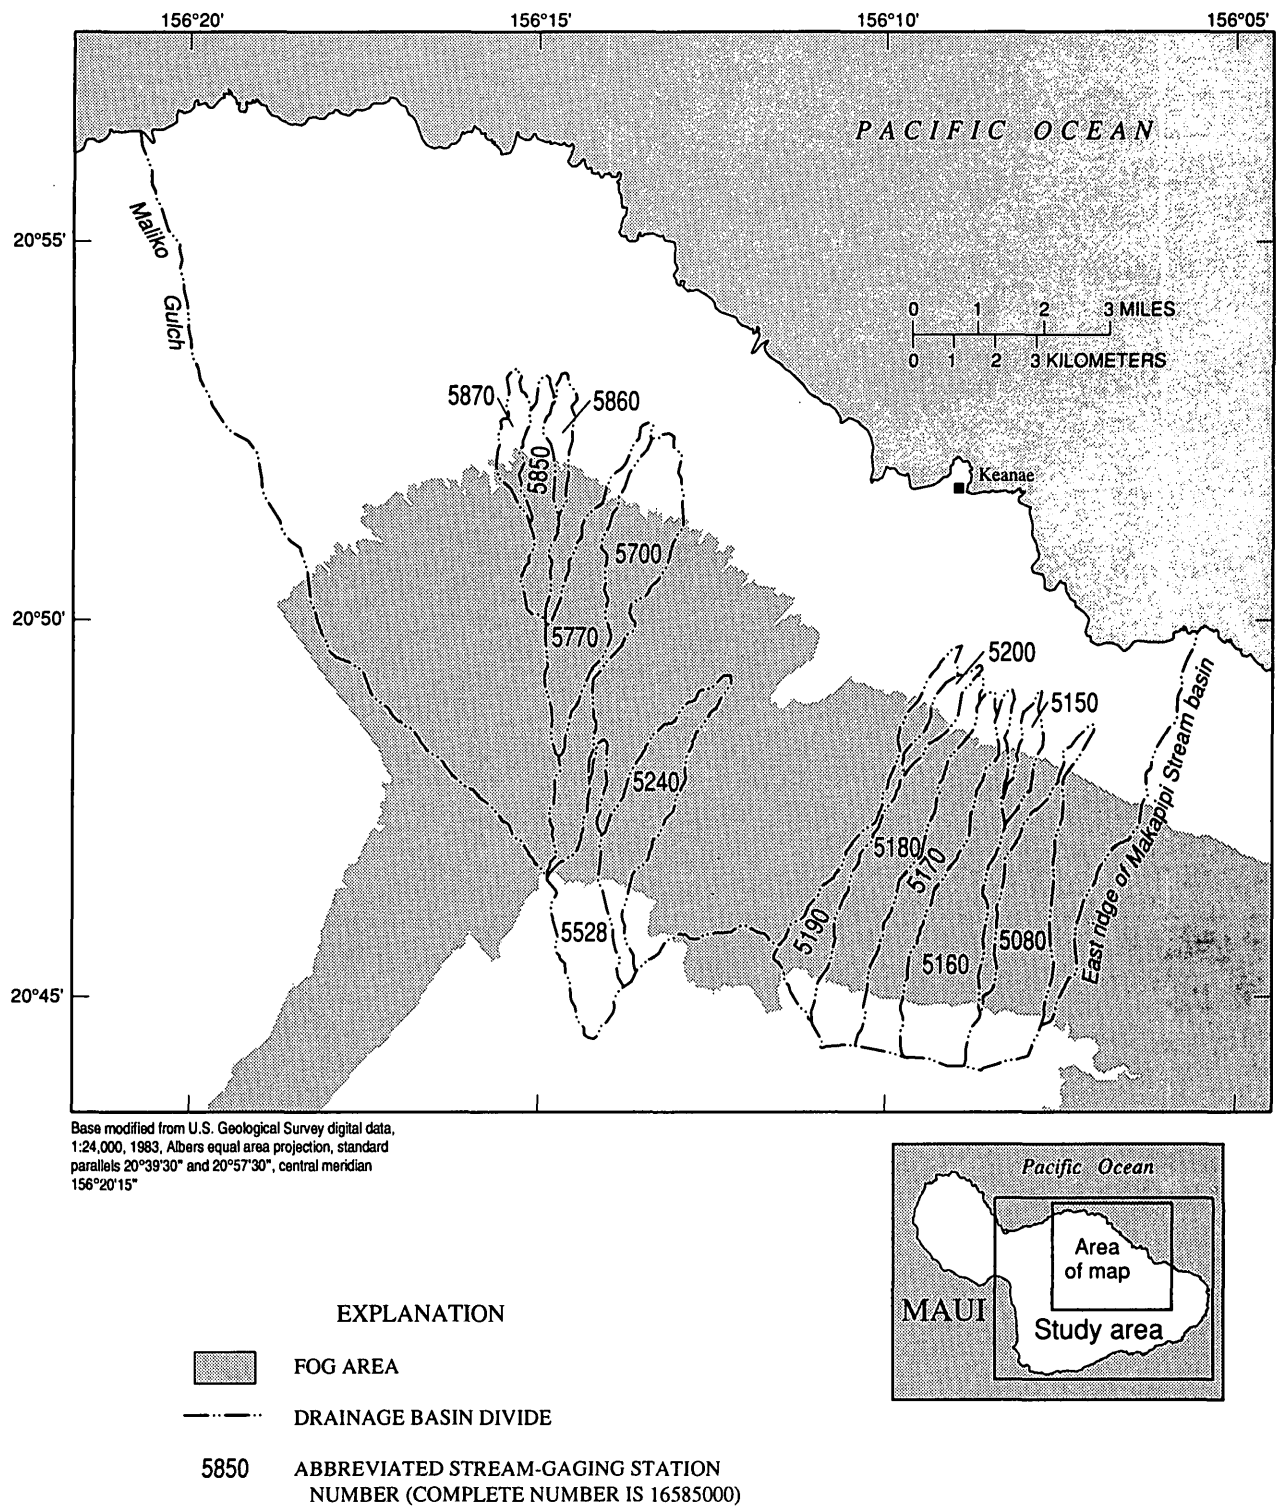 156°20'
156°15'
156°10'
156°05'
PACIFIC OCEAN
Maliko
Gulch
20°55'
0 1 2 3 MILES
0 1 2 3 KILOMETERS
5870
5860
5850
Keanae
5700
20°50'
5770
5200
5150
5240
5180
5170
East ridge of Makapipi Stream basin
5190
5528
5080
5160
20°45'
Base modified from U.S. Geological Survey digital data,
1:24,000, 1983, Albers equal area projection, standard
parallels 20°39'30" and 20°57'30", central meridian
156°20'15"
Pacific Ocean
Area
of map
MAUI
Study area
EXPLANATION
FOG AREA
DRAINAGE BASIN DIVIDE
5850 ABBREVIATED STREAM-GAGING STATION
NUMBER (COMPLETE NUMBER IS 16585000)